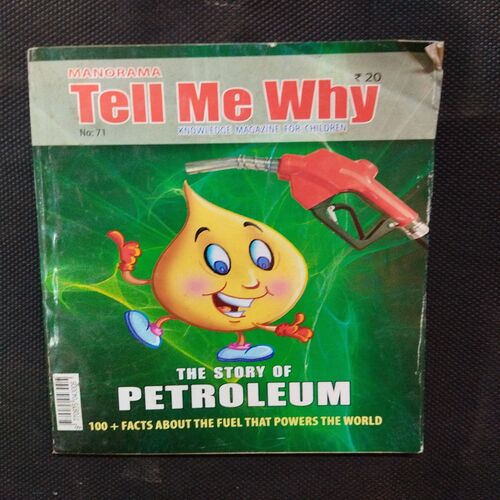 MANORAMA
₹ 20
Tell Me Why
No: 71
KNOWLEDGE MAGAZINE FOR CHILDREN
THE STORY OF
PETROLEUM
100 + FACTS ABOUT THE FUEL THAT POWERS THE WORLD